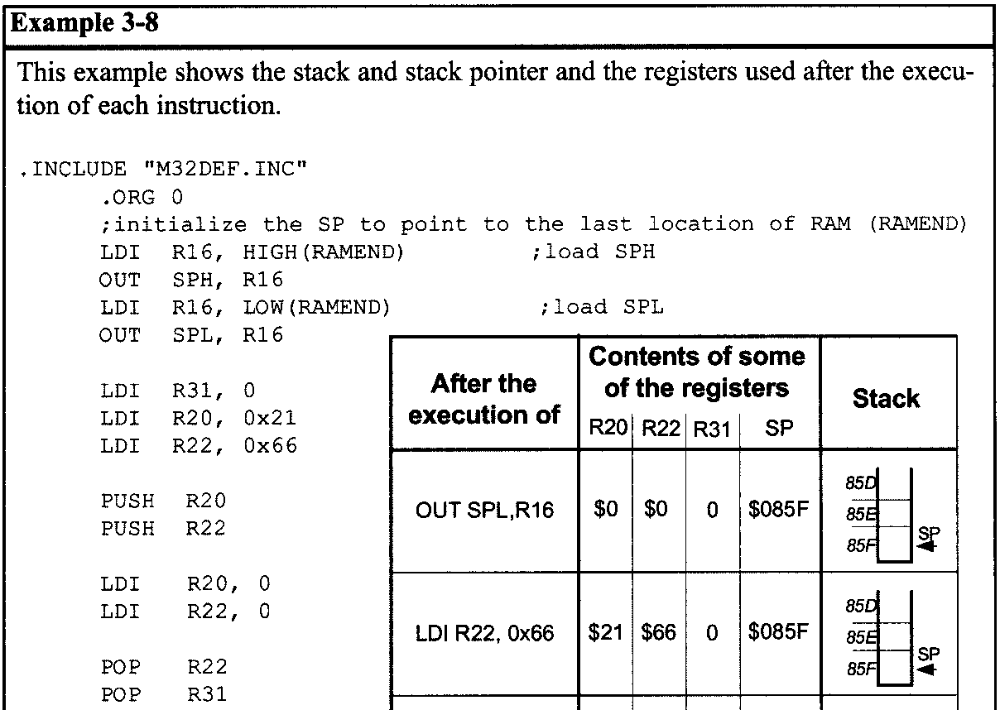 Example 3-8
This example shows the stack and stack pointer and the registers used after the execu-
tion of each instruction.
.INCLUDE "M32DEF.INC"
.ORG 0
;initialize the SP to point to the last location of RAM (RAMEND)
LDI R16, HIGH(RAMEND) ;load SPH
OUT SPH, R16
LDI R16, LOW(RAMEND) ;load SPL
OUT SPL, R16
LDI R31, 0
LDI R20, 0x21
LDI R22, 0x66
PUSH R20
PUSH R22
LDI R20, 0
LDI R22, 0
POP R22
POP R31
After the
execution of
Contents of some
of the registers
R20 R22 R31 SP
Stack
OUT SPL,R16 $0 $0 0 $085F
85D
85E
85F
SP
LDI R22, 0x66 $21 $66 0 $085F
85D
85E
85F
SP